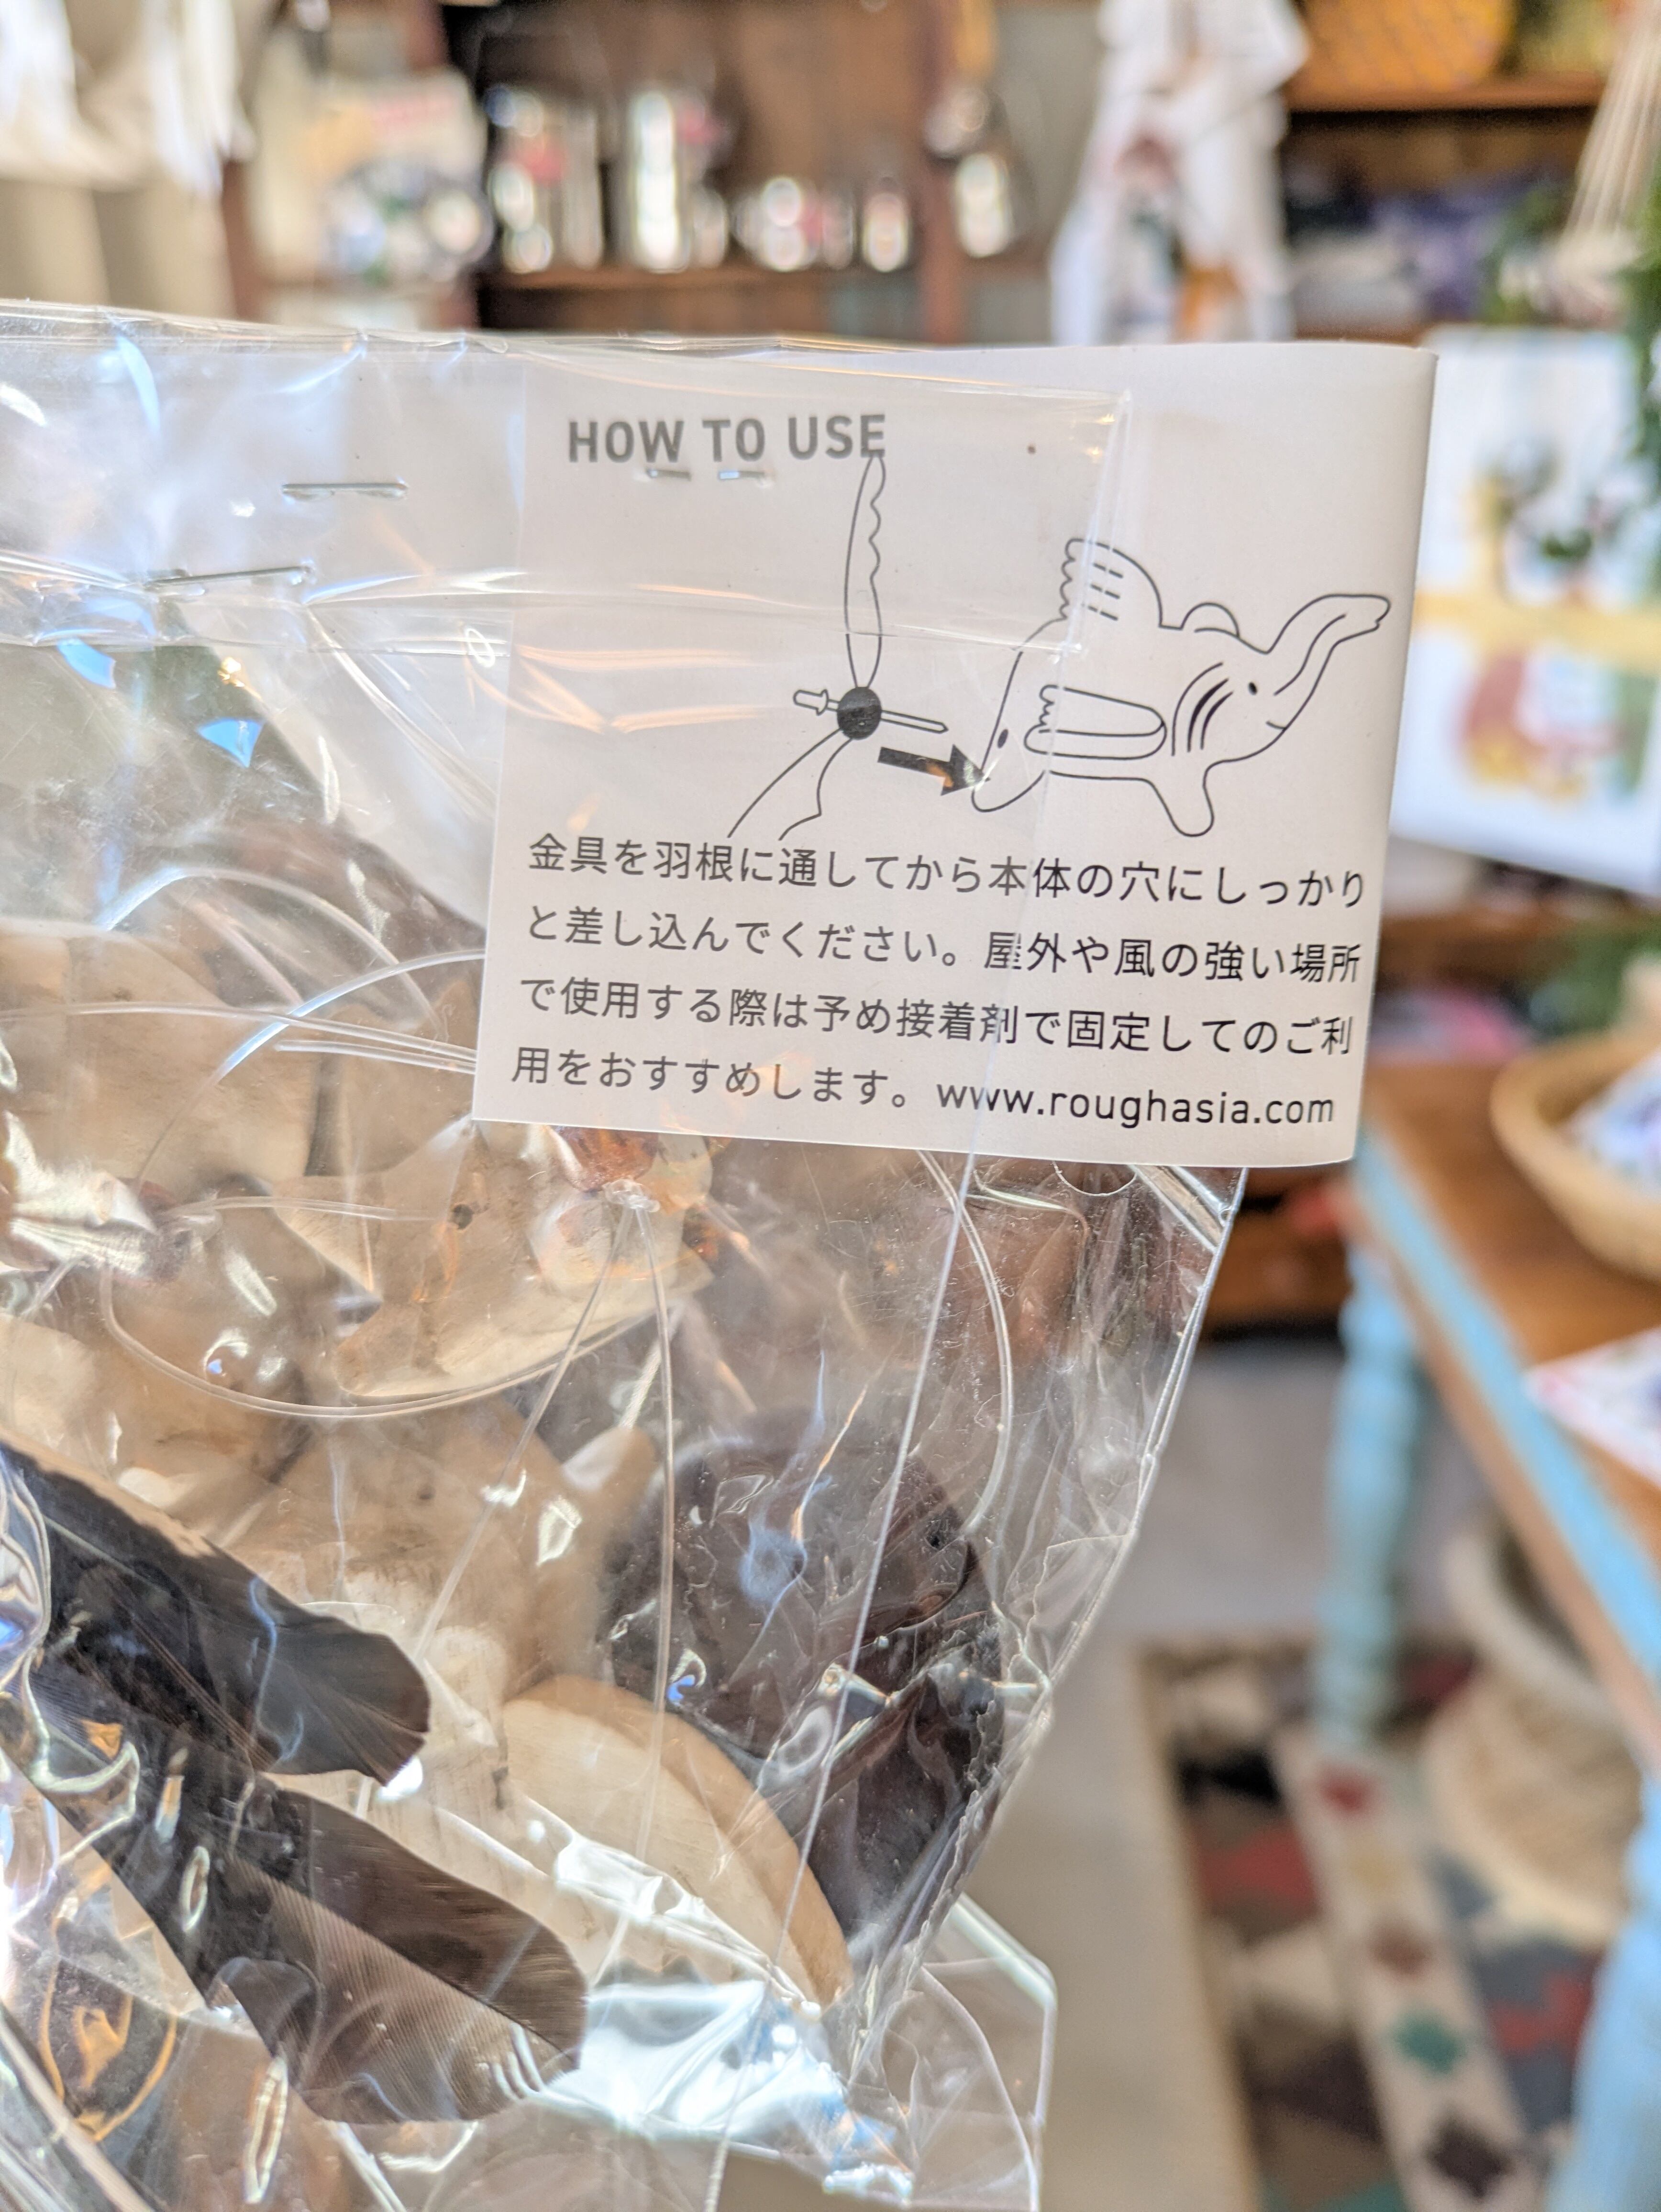 HOW TO USE
金具を羽根に通してから本体の穴にしっかり
と差し込んでください。屋外や風の強い場所
で使用する際は予め接着剤で固定してのご利
用をおすすめします。www.roughasia.com